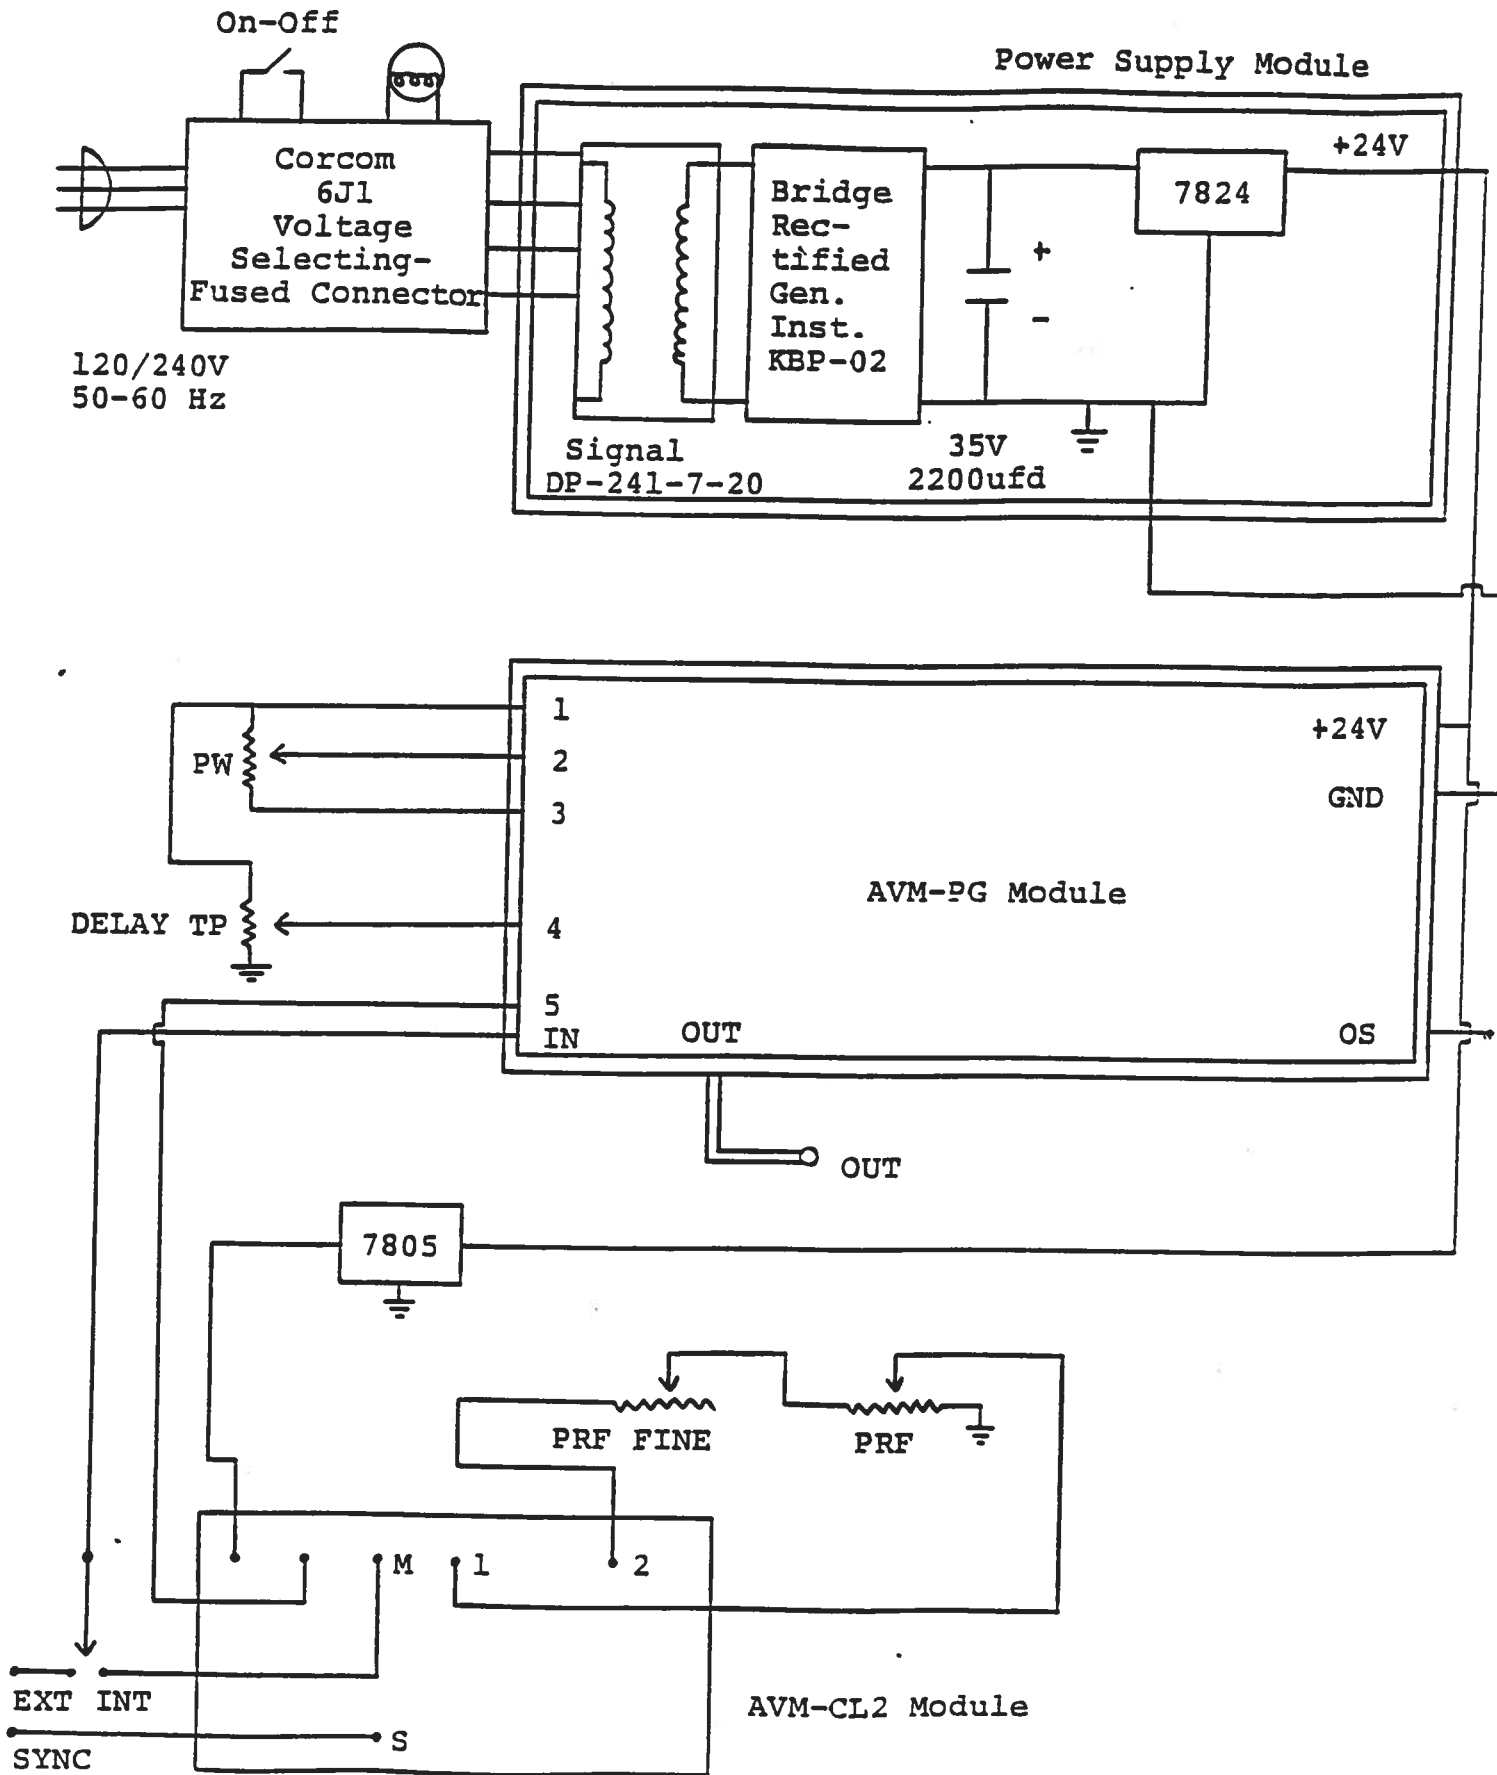 On-Off
Power Supply Module
Corcom
6J1
Voltage
Selecting-
Fused Connector
120/240V
50-60 Hz
Signal
DP-241-7-20
Bridge
Rec-
tified
Gen.
Inst.
KBP-02
+
-
35V
2200ufd
7824
+24V
1
PW
2
3
DELAY TP
4
5
IN
OUT
AVM-PG Module
+24V
GND
OS
OUT
7805
PRF FINE
PRF
M
1
2
EXT INT
SYNC
S
AVM-CL2 Module